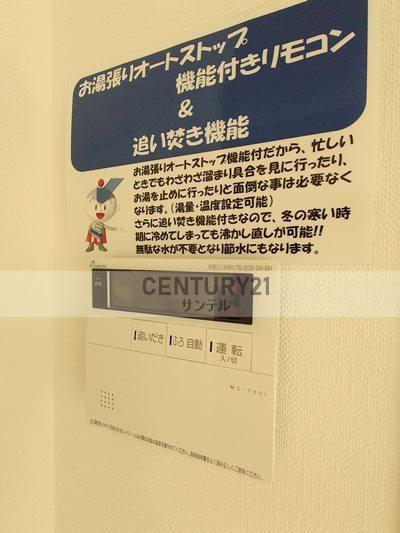 お湯張りオートストップ
機能付きリモコン
&
追い焚き機能
お湯張りオートストップ機能付だから、忙しい
ときでもわざわざ溜まり具合を見に行ったり、
お湯を止めに行ったりと面倒な事は必要なく
なります。(湯量・温度設定可能)
さらに追い焚き機能付きなので、冬の寒い時
期に冷めてしまっても沸かし直しが可能!!
無駄な水が不要となり節水にもなります。
CENTURY21
サンテル
追いだき
ふろ自動
運転
入/切
MC-700L